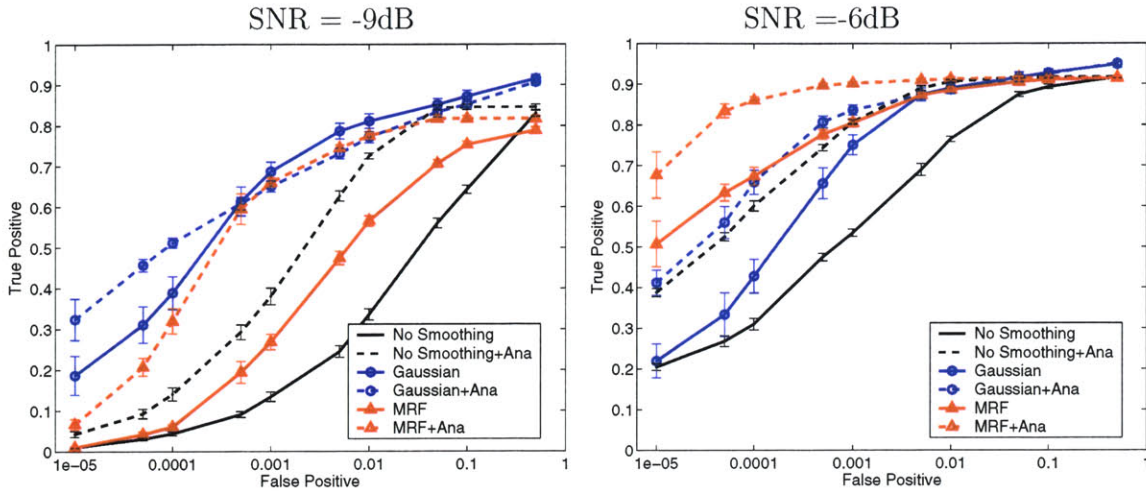 SNR = -9dB
1
0.9
0.8
0.7
0.6
0.5
0.4
0.3
0.2
0.1
0
True Positive
1e-05 0.0001 0.001 0.01 0.1 1
False Positive
No Smoothing
No Smoothing+Ana
Gaussian
Gaussian+Ana
MRF
MRF+Ana
SNR =-6dB
1
0.9
0.8
0.7
0.6
0.5
0.4
0.3
0.2
0.1
0
True Positive
1e-05 0.0001 0.001 0.01 0.1 1
False Positive
No Smoothing
No Smoothing+Ana
Gaussian
Gaussian+Ana
MRF
MRF+Ana